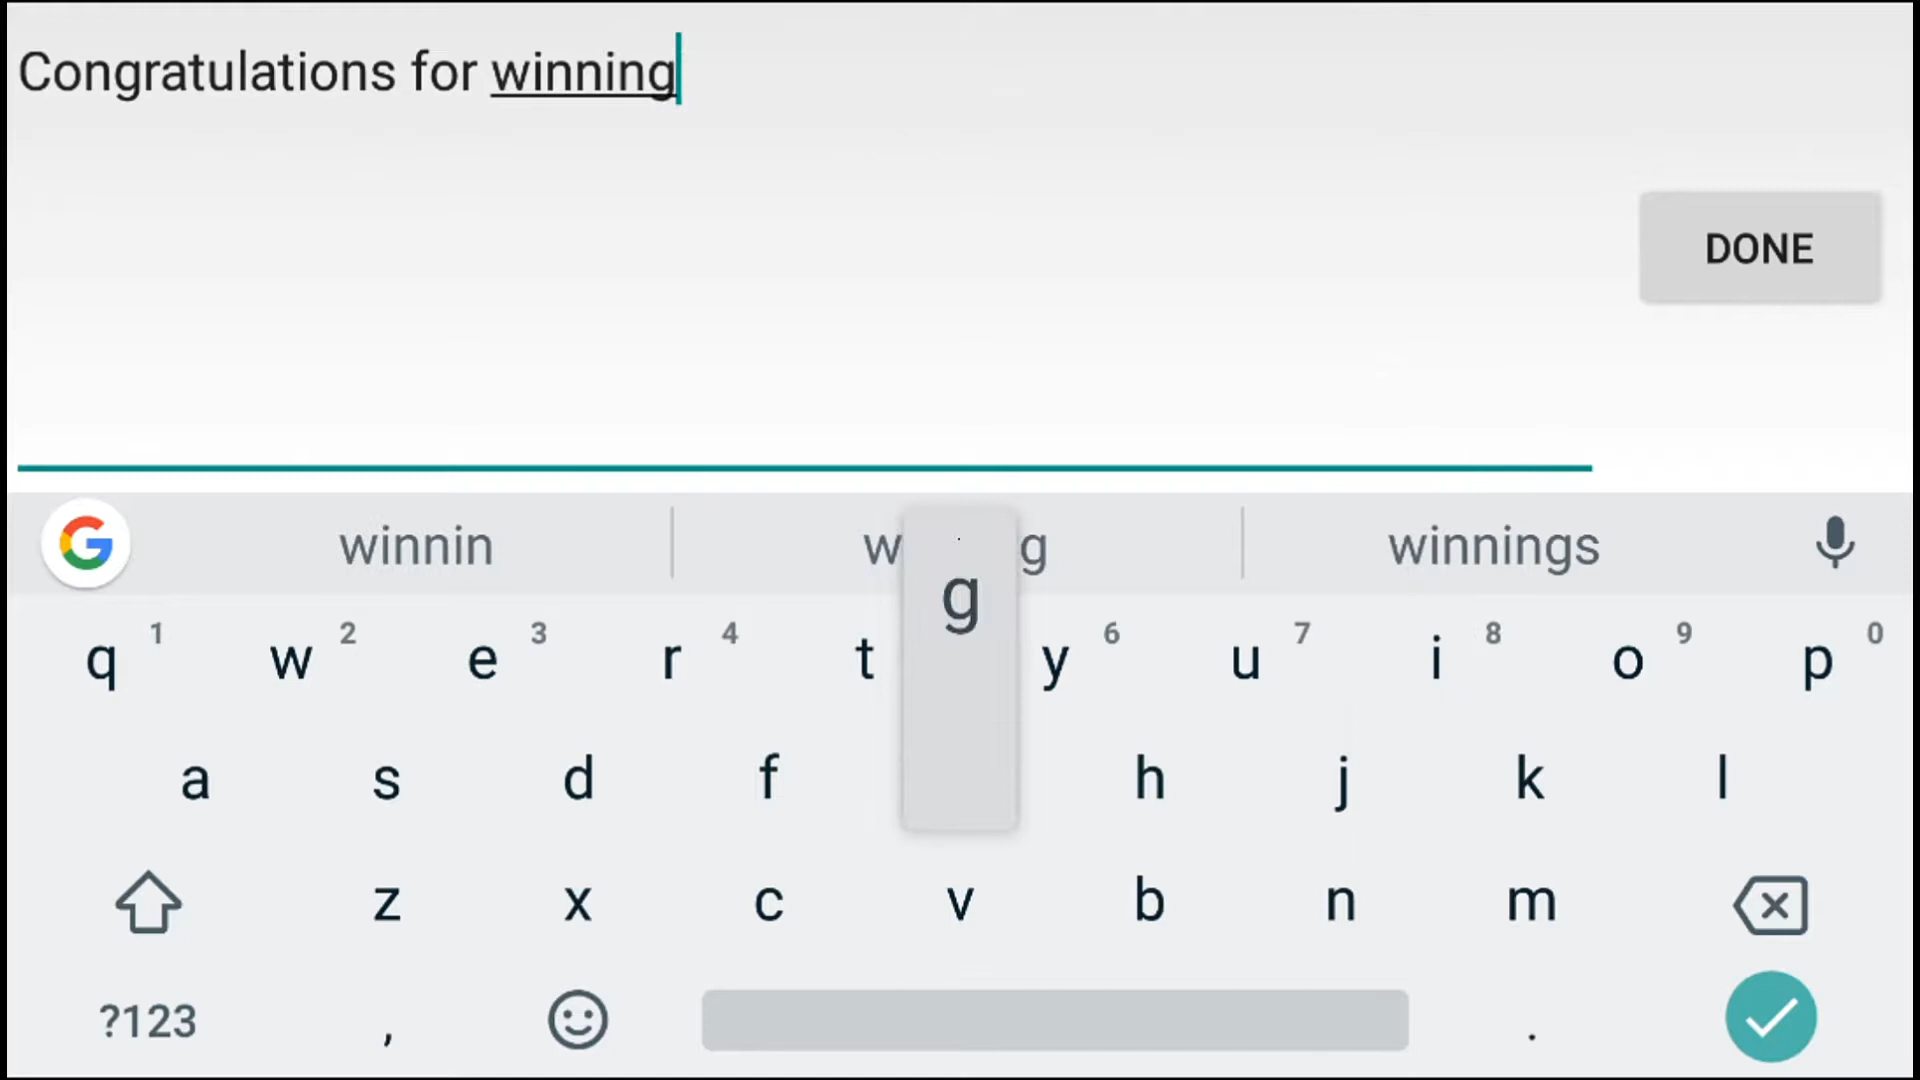 Congratulations for winning
DONE
winnin w g winnings
g
q 1 w 2 e 3 r 4 t y 6 u 7 i 8 o 9 p 0
a s d f h j k l
z x c v b n m
?123 , .